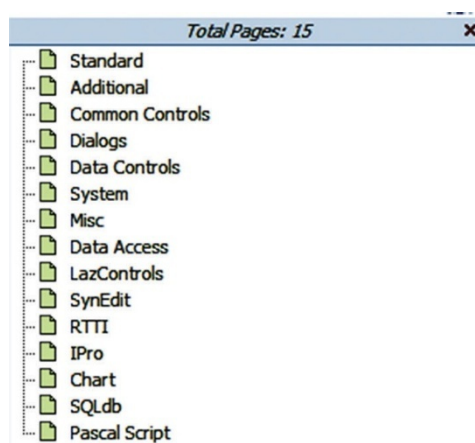 Total Pages: 15
Standard
Additional
Common Controls
Dialogs
Data Controls
System
Misc
Data Access
LazControls
SynEdit
RTTI
IPro
Chart
SQLdb
Pascal Script